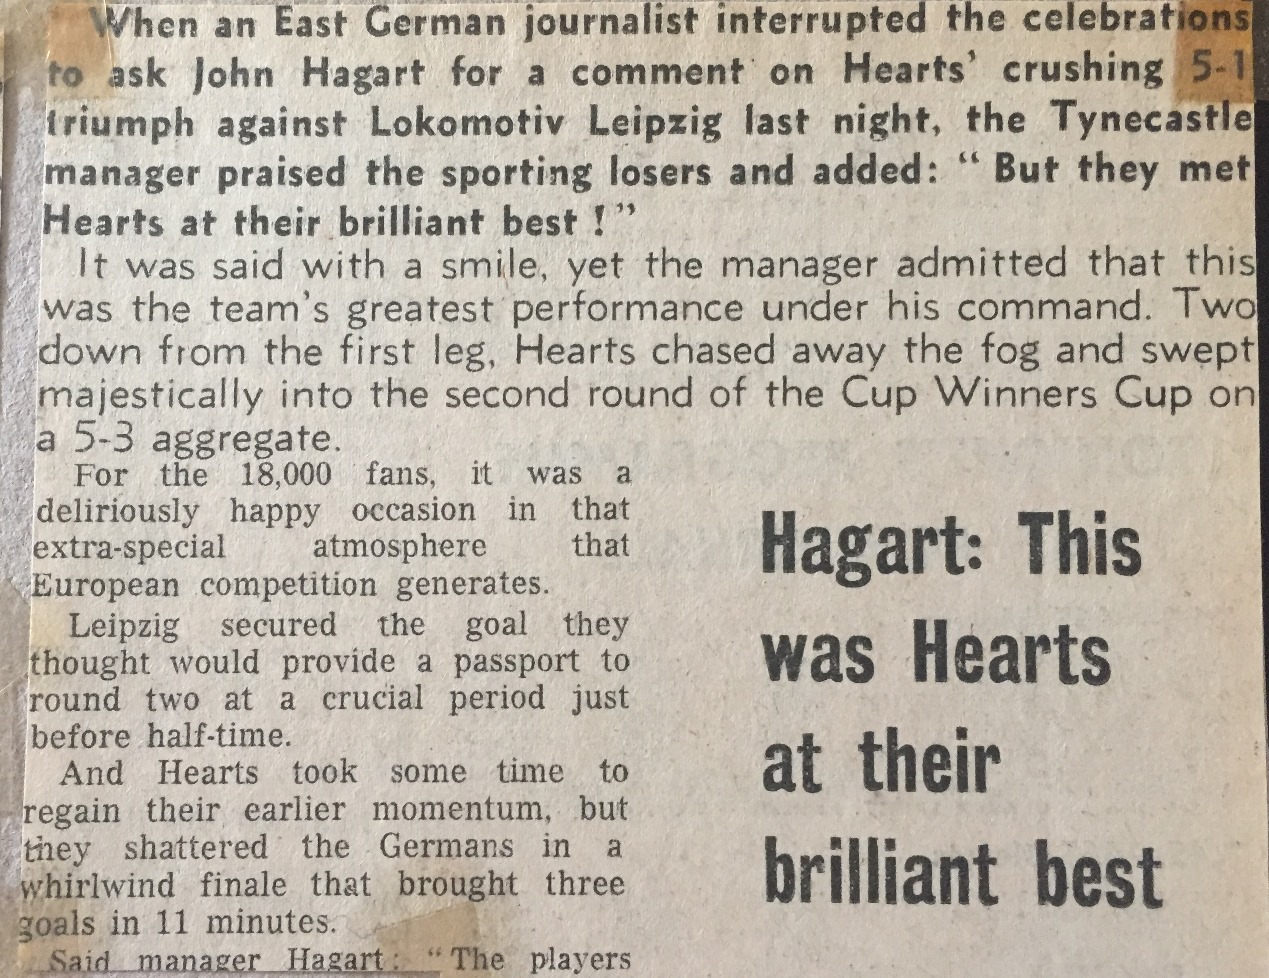 When an East German journalist interrupted the celebrations
to ask John Hagart for a comment on Hearts' crushing 5-1
triumph against Lokomotiv Leipzig last night, the Tynecastle
manager praised the sporting losers and added: “ But they met
Hearts at their brilliant best ! ”
It was said with a smile, yet the manager admitted that this
was the team's greatest performance under his command. Two
down from the first leg, Hearts chased away the fog and swept
majestically into the second round of the Cup Winners Cup on
a 5-3 aggregate.
For the 18,000 fans, it was a
deliriously happy occasion in that
extra-special atmosphere that
European competition generates.
Leipzig secured the goal they
thought would provide a passport to
round two at a crucial period just
before half-time.
And Hearts took some time to
regain their earlier momentum, but
they shattered the Germans in a
whirlwind finale that brought three
goals in 11 minutes.
Said manager Hagart: “ The players
Hagart: This
was Hearts
at their
brilliant best